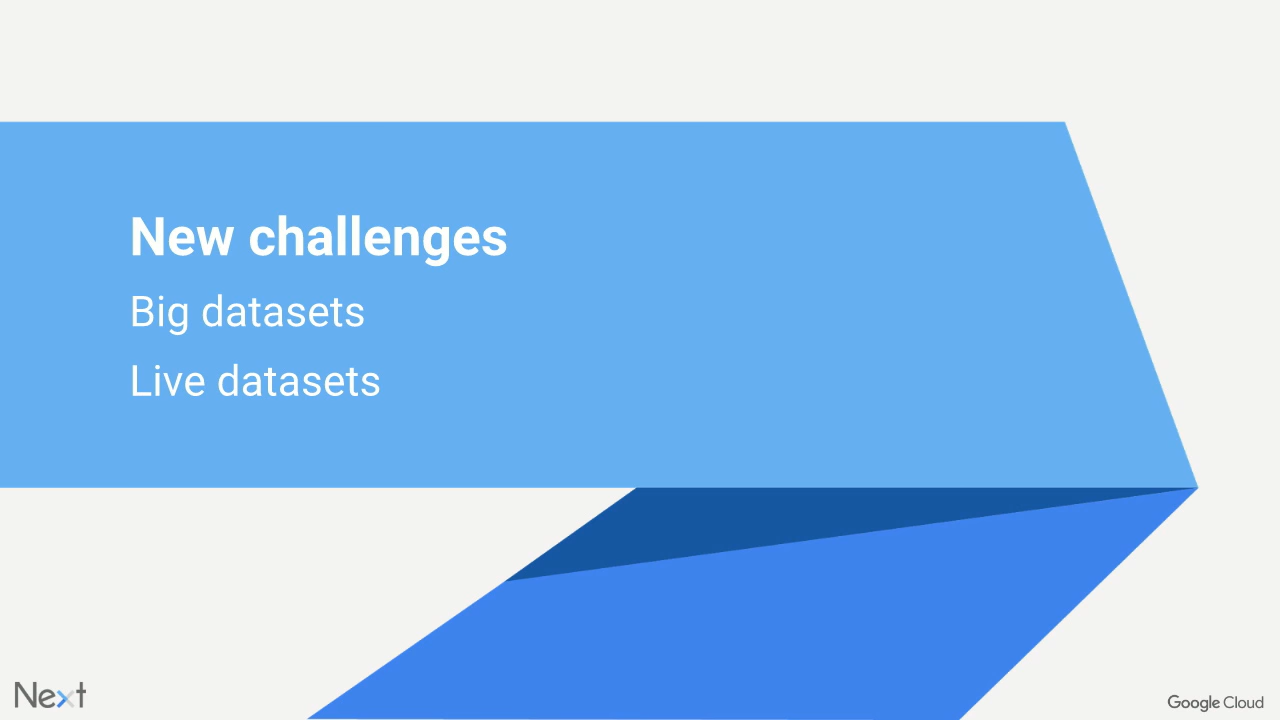 New challenges
Big datasets
Live datasets
Next
Google Cloud